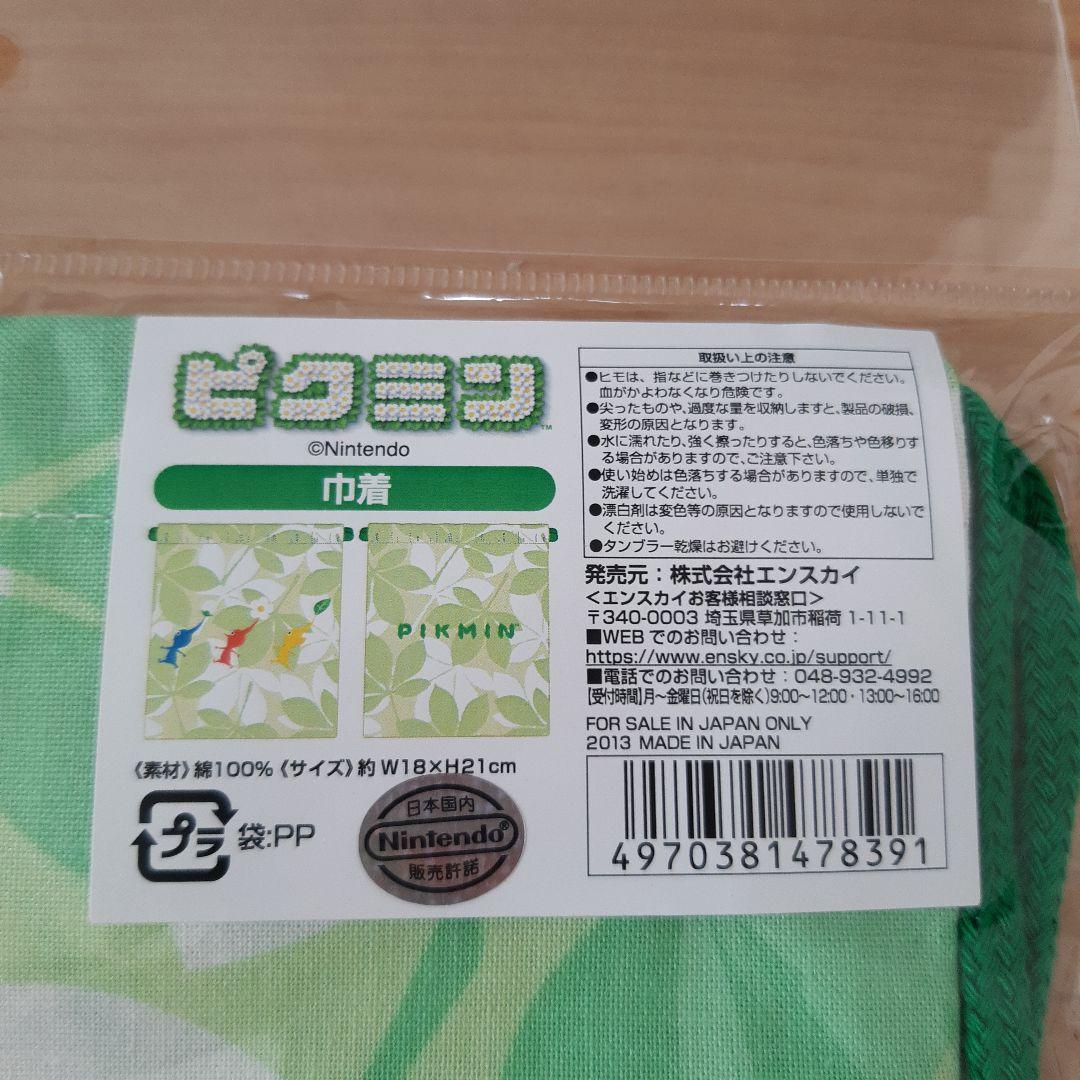 ピクミン™
©Nintendo
巾着
PIKMIN™
《素材》綿100% 《サイズ》約 W18×H21cm
プラ
袋:PP
日本国内
Nintendo®
販売許諾
取扱い上の注意
●ヒモは、指などに巻きつけたりしないでください。
血がかよわなくなり危険です。
●尖ったものや、過度な量を収納しますと、製品の破損、
変形の原因となります。
●水に濡れたり、強く擦ったりすると、色落ちや色移りす
る場合がありますので、ご注意下さい。
●使い始めは色落ちする場合がありますので、単独で
洗濯してください。
●漂白剤は変色等の原因となりますので使用しないで
ください。
●タンブラー乾燥はお避けください。
発売元：株式会社エンスカイ
＜エンスカイお客様相談窓口＞
〒340-0003 埼玉県草加市稲荷 1-11-1
■WEB でのお問い合わせ：
https://www.ensky.co.jp/support/
■電話でのお問い合わせ：048-932-4992
【受付時間】月～金曜日(祝日を除く)9:00～12:00・13:00～16:00
FOR SALE IN JAPAN ONLY
2013 MADE IN JAPAN
4970381478391